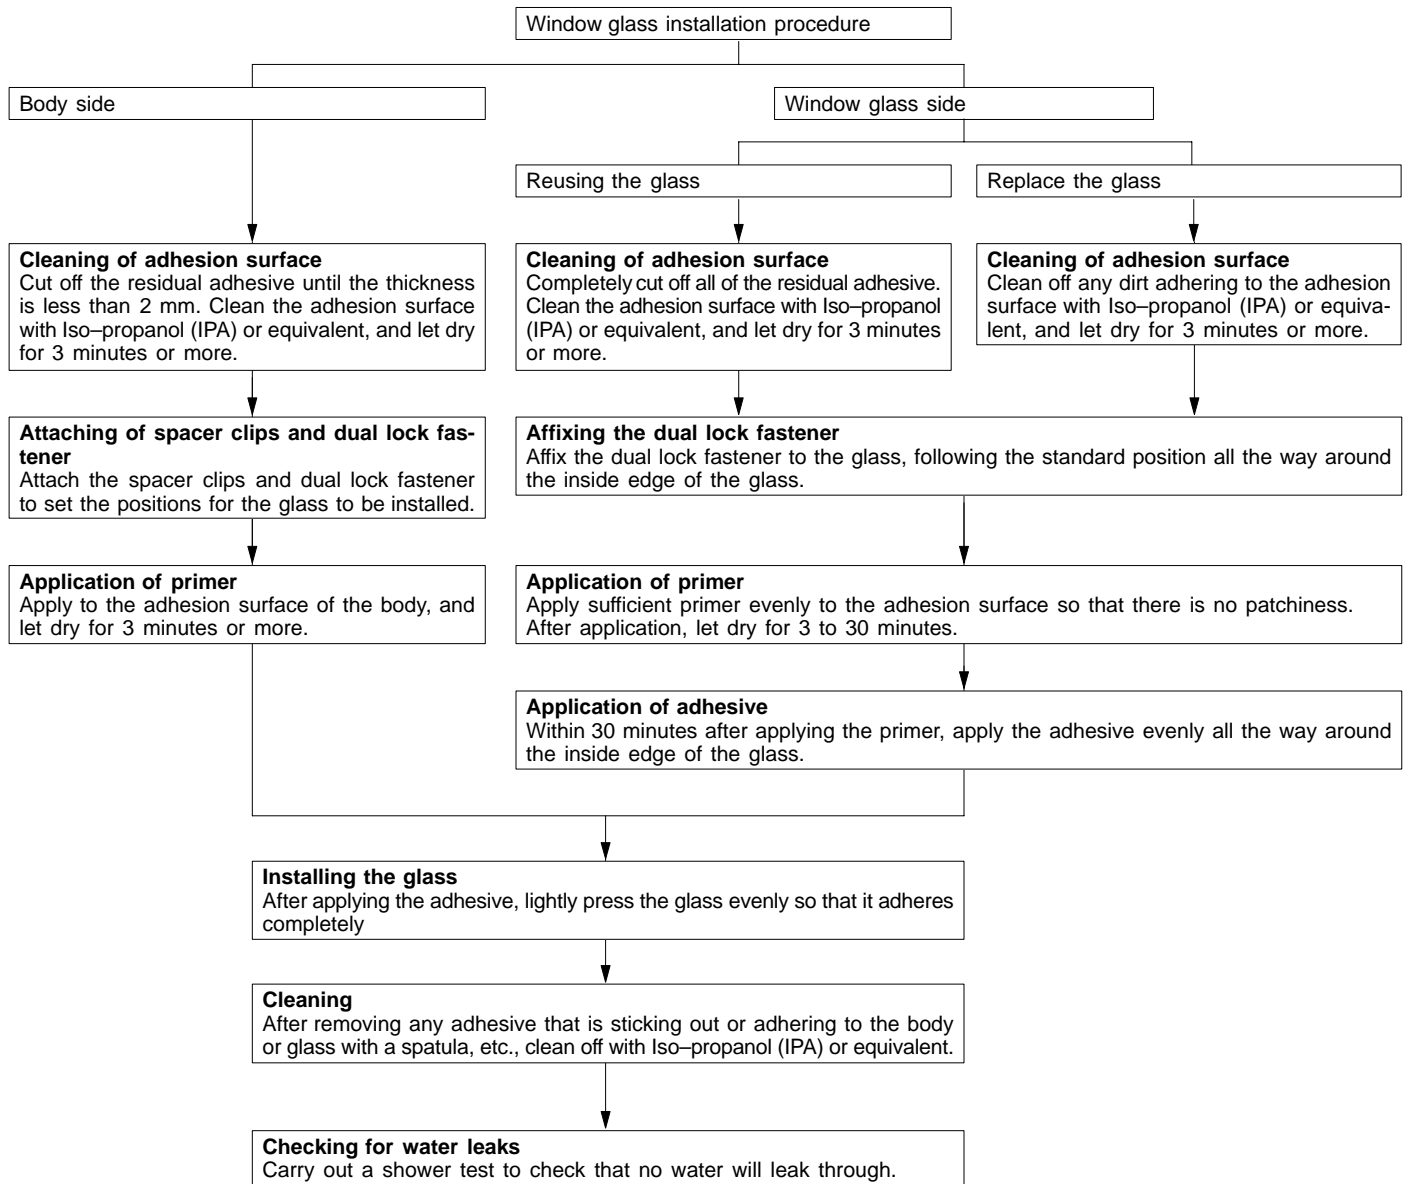 Window glass installation procedure
Body side
Window glass side
Reusing the glass
Replace the glass
Cleaning of adhesion surface
Cut off the residual adhesive until the thickness
is less than 2 mm. Clean the adhesion surface
with Iso–propanol (IPA) or equivalent, and let dry
for 3 minutes or more.
Cleaning of adhesion surface
Completely cut off all of the residual adhesive.
Clean the adhesion surface with Iso–propanol
(IPA) or equivalent, and let dry for 3 minutes
or more.
Cleaning of adhesion surface
Clean off any dirt adhering to the adhesion
surface with Iso–propanol (IPA) or equiva-
lent, and let dry for 3 minutes or more.
Attaching of spacer clips and dual lock fas-
tener
Attach the spacer clips and dual lock fastener
to set the positions for the glass to be installed.
Affixing the dual lock fastener
Affix the dual lock fastener to the glass, following the standard position all the way around
the inside edge of the glass.
Application of primer
Apply to the adhesion surface of the body, and
let dry for 3 minutes or more.
Application of primer
Apply sufficient primer evenly to the adhesion surface so that there is no patchiness.
After application, let dry for 3 to 30 minutes.
Application of adhesive
Within 30 minutes after applying the primer, apply the adhesive evenly all the way around
the inside edge of the glass.
Installing the glass
After applying the adhesive, lightly press the glass evenly so that it adheres
completely
Cleaning
After removing any adhesive that is sticking out or adhering to the body
or glass with a spatula, etc., clean off with Iso–propanol (IPA) or equivalent.
Checking for water leaks
Carry out a shower test to check that no water will leak through.